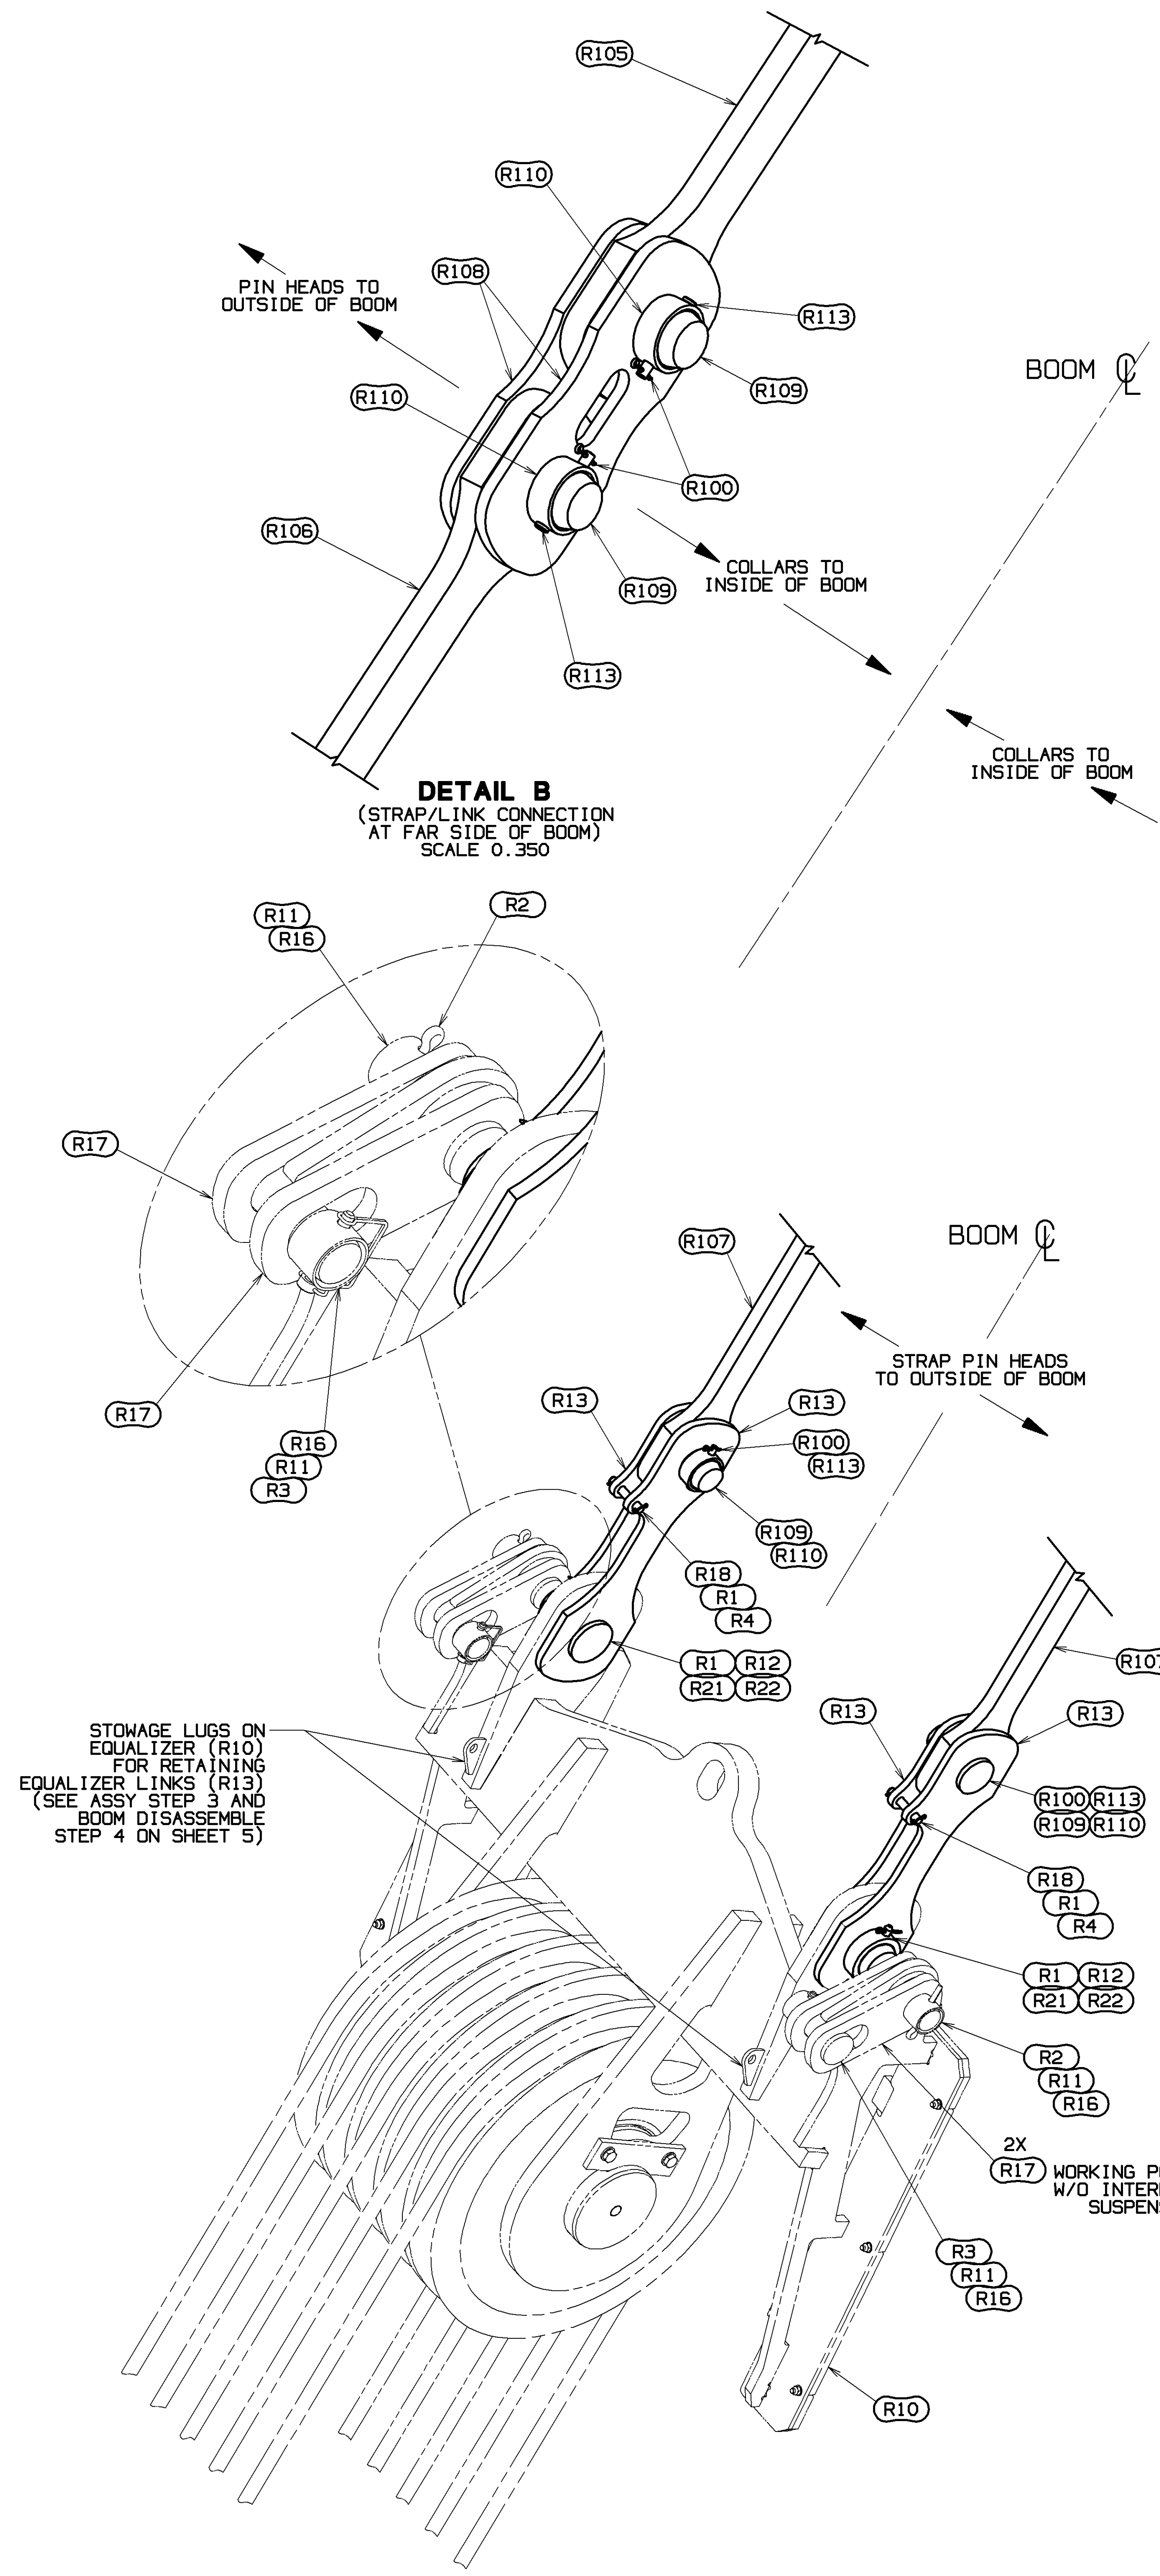 R105
R110
R108
PIN HEADS TO
OUTSIDE OF BOOM
R113
BOOM ℄
R109
R110
R100
R106
COLLARS TO
INSIDE OF BOOM
R109
R113
COLLARS TO
INSIDE OF BOOM
DETAIL B
(STRAP/LINK CONNECTION
AT FAR SIDE OF BOOM)
SCALE 0.350
R2
R11
R16
R17
R17
R16
R11
R3
R107
BOOM ℄
STRAP PIN HEADS
TO OUTSIDE OF BOOM
R13
R13
R100
R113
R109
R110
R18
R1
R4
R1 R12
R21 R22
STOWAGE LUGS ON
EQUALIZER (R10)
FOR RETAINING
EQUALIZER LINKS (R13)
(SEE ASSY STEP 3 AND
BOOM DISASSEMBLE
STEP 4 ON SHEET 5)
R107
R13
R13
R100 R113
R109 R110
R18
R1
R4
R1 R12
R21 R22
R2
R11
R16
2X
R17 WORKING
W/O
R3
R11
R16
R10